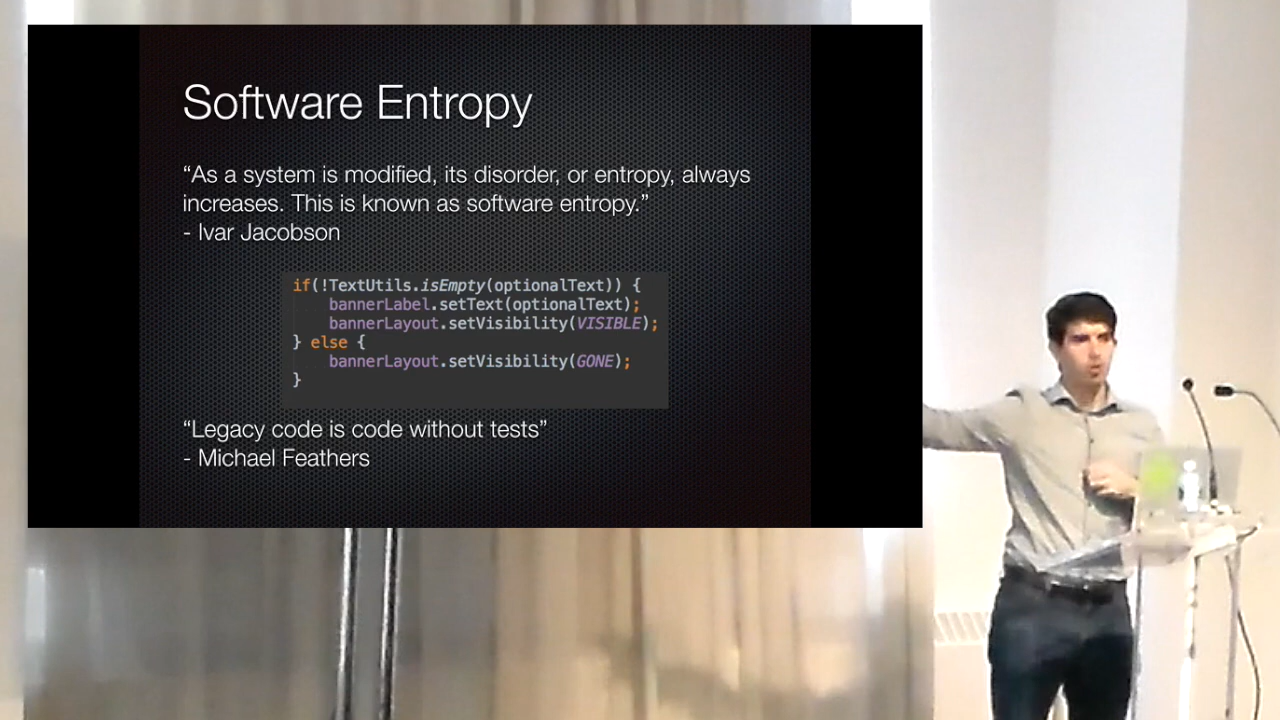 Software Entropy
“As a system is modified, its disorder, or entropy, always
increases. This is known as software entropy.”
- Ivar Jacobson
if(!TextUtils.isEmpty(optionalText)) {
    bannerLabel.setText(optionalText);
    bannerLayout.setVisibility(VISIBLE);
} else {
    bannerLayout.setVisibility(GONE);
}
“Legacy code is code without tests”
- Michael Feathers